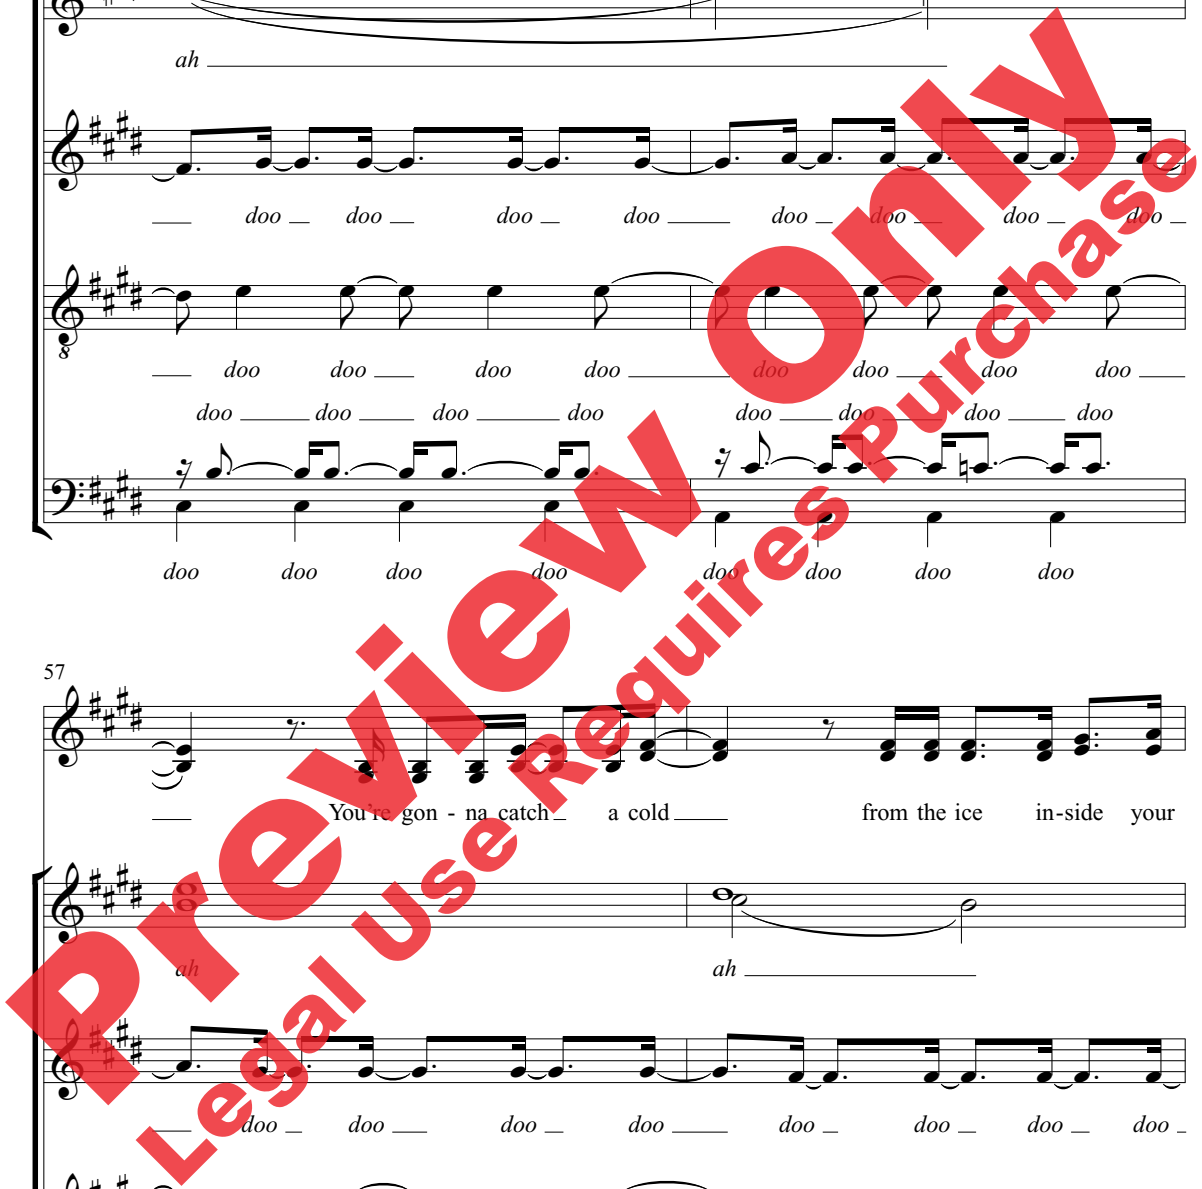 ah
doo doo doo doo doo doo doo doo
8
doo doo doo doo doo doo doo doo
doo doo doo doo doo doo doo doo
doo doo doo doo doo doo doo doo
57
You're gon - na catch a cold from the ice in-side your
ah ah
doo doo doo doo doo doo doo doo
Preview Only
Legal Use Requires Purchase